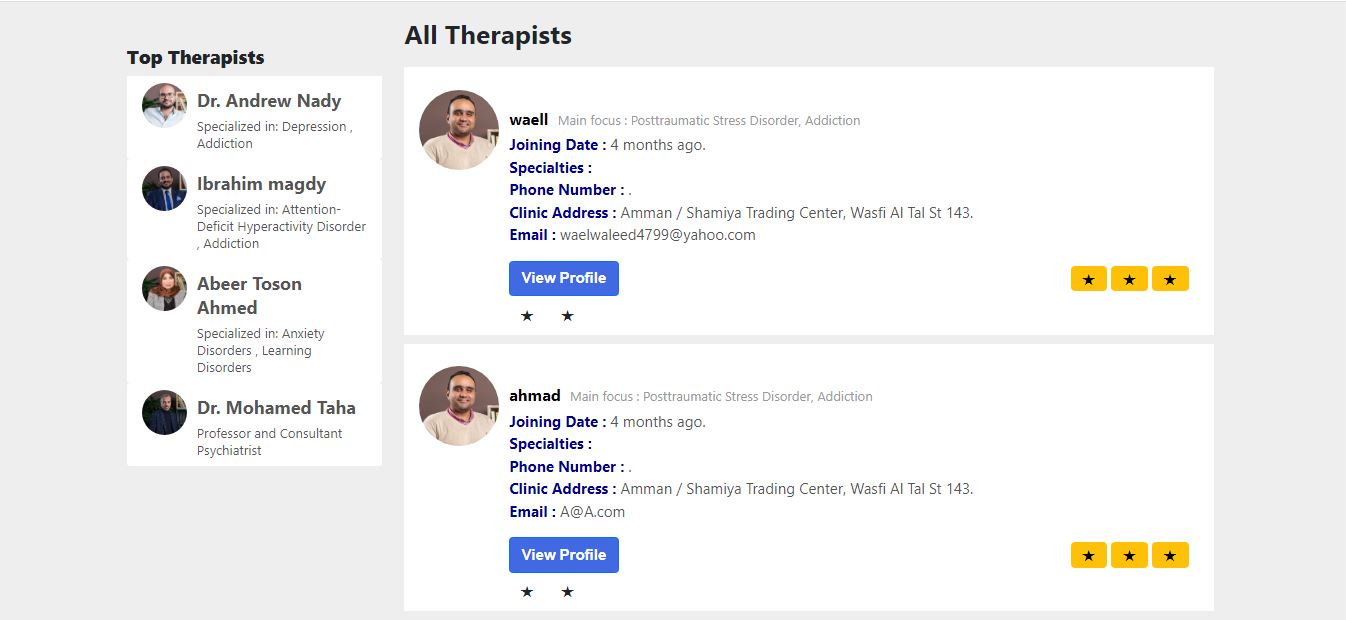 Top Therapists
Dr. Andrew Nady
Specialized in: Depression ,
Addiction
Ibrahim magdy
Specialized in: Attention-
Deficit Hyperactivity Disorder
, Addiction
Abeer Toson
Ahmed
Specialized in: Anxiety
Disorders , Learning
Disorders
Dr. Mohamed Taha
Professor and Consultant
Psychiatrist
All Therapists
waell Main focus : Posttraumatic Stress Disorder, Addiction
Joining Date : 4 months ago.
Specialties :
Phone Number : .
Clinic Address : Amman / Shamiya Trading Center, Wasfi Al Tal St 143.
Email : waelwaleed4799@yahoo.com
View Profile
ahmad Main focus : Posttraumatic Stress Disorder, Addiction
Joining Date : 4 months ago.
Specialties :
Phone Number : .
Clinic Address : Amman / Shamiya Trading Center, Wasfi Al Tal St 143.
Email : A@A.com
View Profile